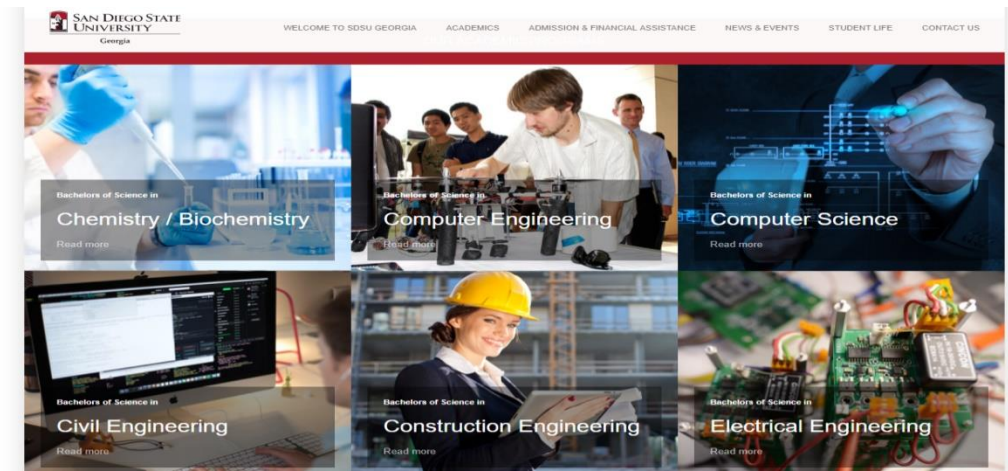 SAN DIEGO STATE
UNIVERSITY
Georgia
WELCOME TO SDSU GEORGIA ACADEMICS ADMISSION & FINANCIAL ASSISTANCE NEWS & EVENTS STUDENT LIFE CONTACT US
Bachelors of Science in
Chemistry / Biochemistry
Read more
Bachelors of Science in
Computer Engineering
Read more
Bachelors of Science in
Computer Science
Read more
Bachelors of Science in
Civil Engineering
Read more
Bachelors of Science in
Construction Engineering
Read more
Bachelors of Science in
Electrical Engineering
Read more